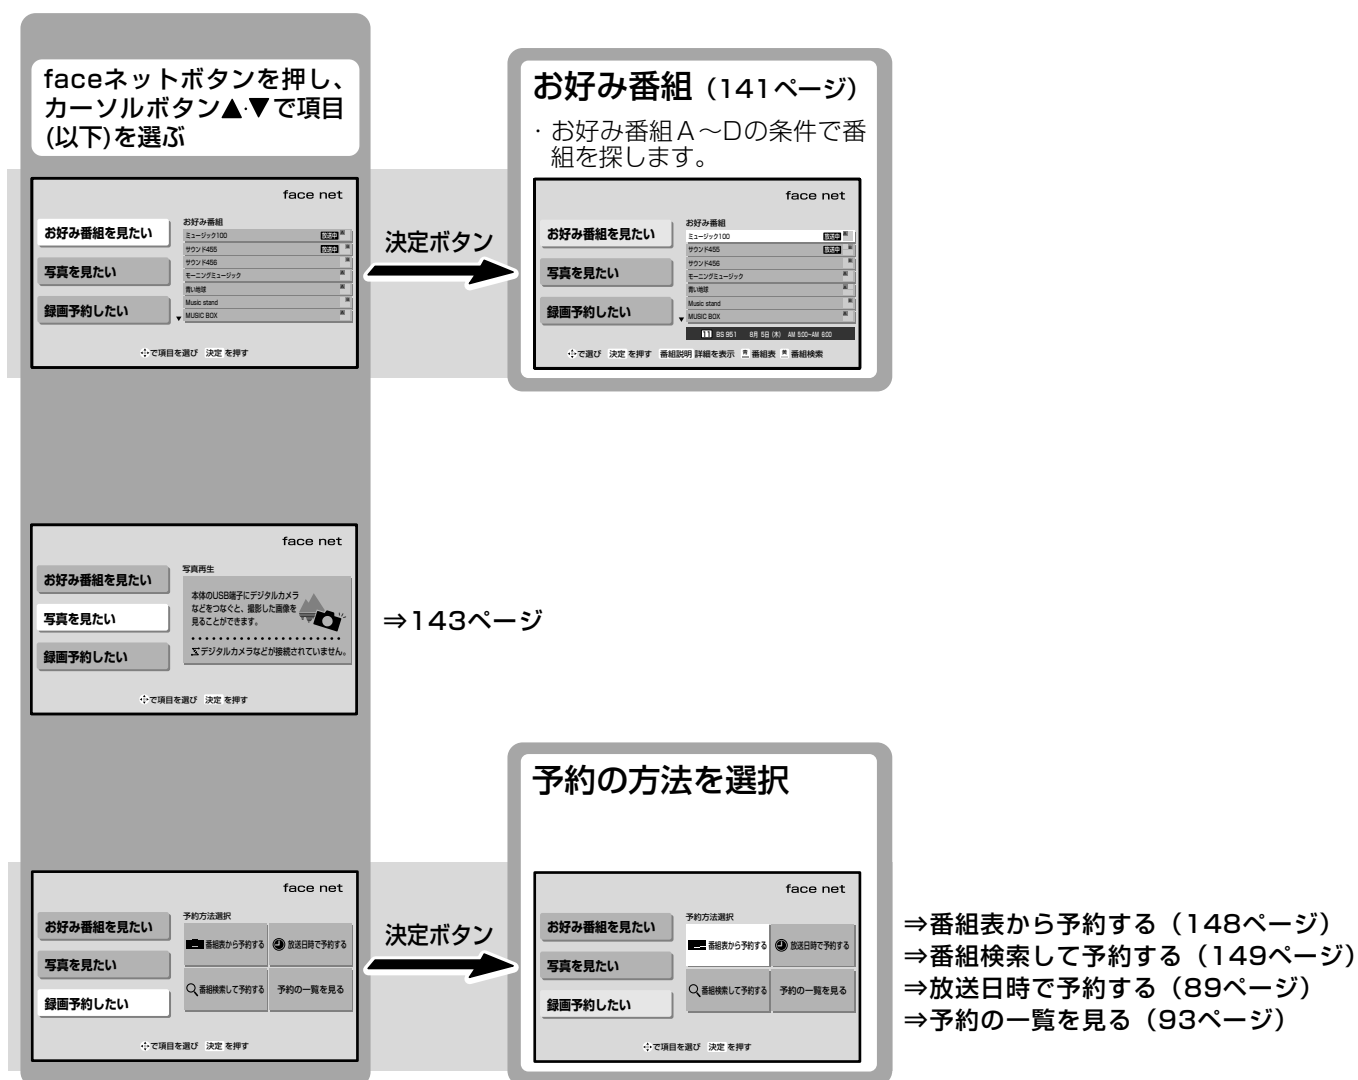 faceネットボタンを押し、
カーソルボタン▲·▼で項目
(以下)を選ぶ
お好み番組（141ページ）
・お好み番組A～Dの条件で番
組を探します。
face net
お好み番組を見たい
写真を見たい
録画予約したい
お好み番組
ミュージック100 放送中
サウンド455 放送中
サウンド456
モーニングミュージック
青い地球
Music stand
MUSIC BOX
で項目を選び 決定 を押す
決定ボタン
face net
お好み番組を見たい
写真を見たい
録画予約したい
お好み番組
ミュージック100 放送中
サウンド455 放送中
サウンド456
モーニングミュージック
青い地球
Music stand
MUSIC BOX
11 BS 951 8月 5日 (木) AM 5:00~AM 6:00
で選び 決定 を押す 番組説明 詳細を表示 番組表 番組検索
face net
お好み番組を見たい
写真を見たい
録画予約したい
写真再生
本体のUSB端子にデジタルカメラ
などをつなぐと、撮影した画像を
見ることができます。
デジタルカメラなどが接続されていません。
で項目を選び 決定 を押す
⇒143ページ
予約の方法を選択
face net
お好み番組を見たい
写真を見たい
録画予約したい
予約方法選択
番組表から予約する
放送日時で予約する
番組検索して予約する
予約の一覧を見る
で項目を選び 決定 を押す
決定ボタン
face net
お好み番組を見たい
写真を見たい
録画予約したい
予約方法選択
番組表から予約する
放送日時で予約する
番組検索して予約する
予約の一覧を見る
で項目を選び 決定 を押す
⇒番組表から予約する（148ページ）
⇒番組検索して予約する（149ページ）
⇒放送日時で予約する（89ページ）
⇒予約の一覧を見る（93ページ）